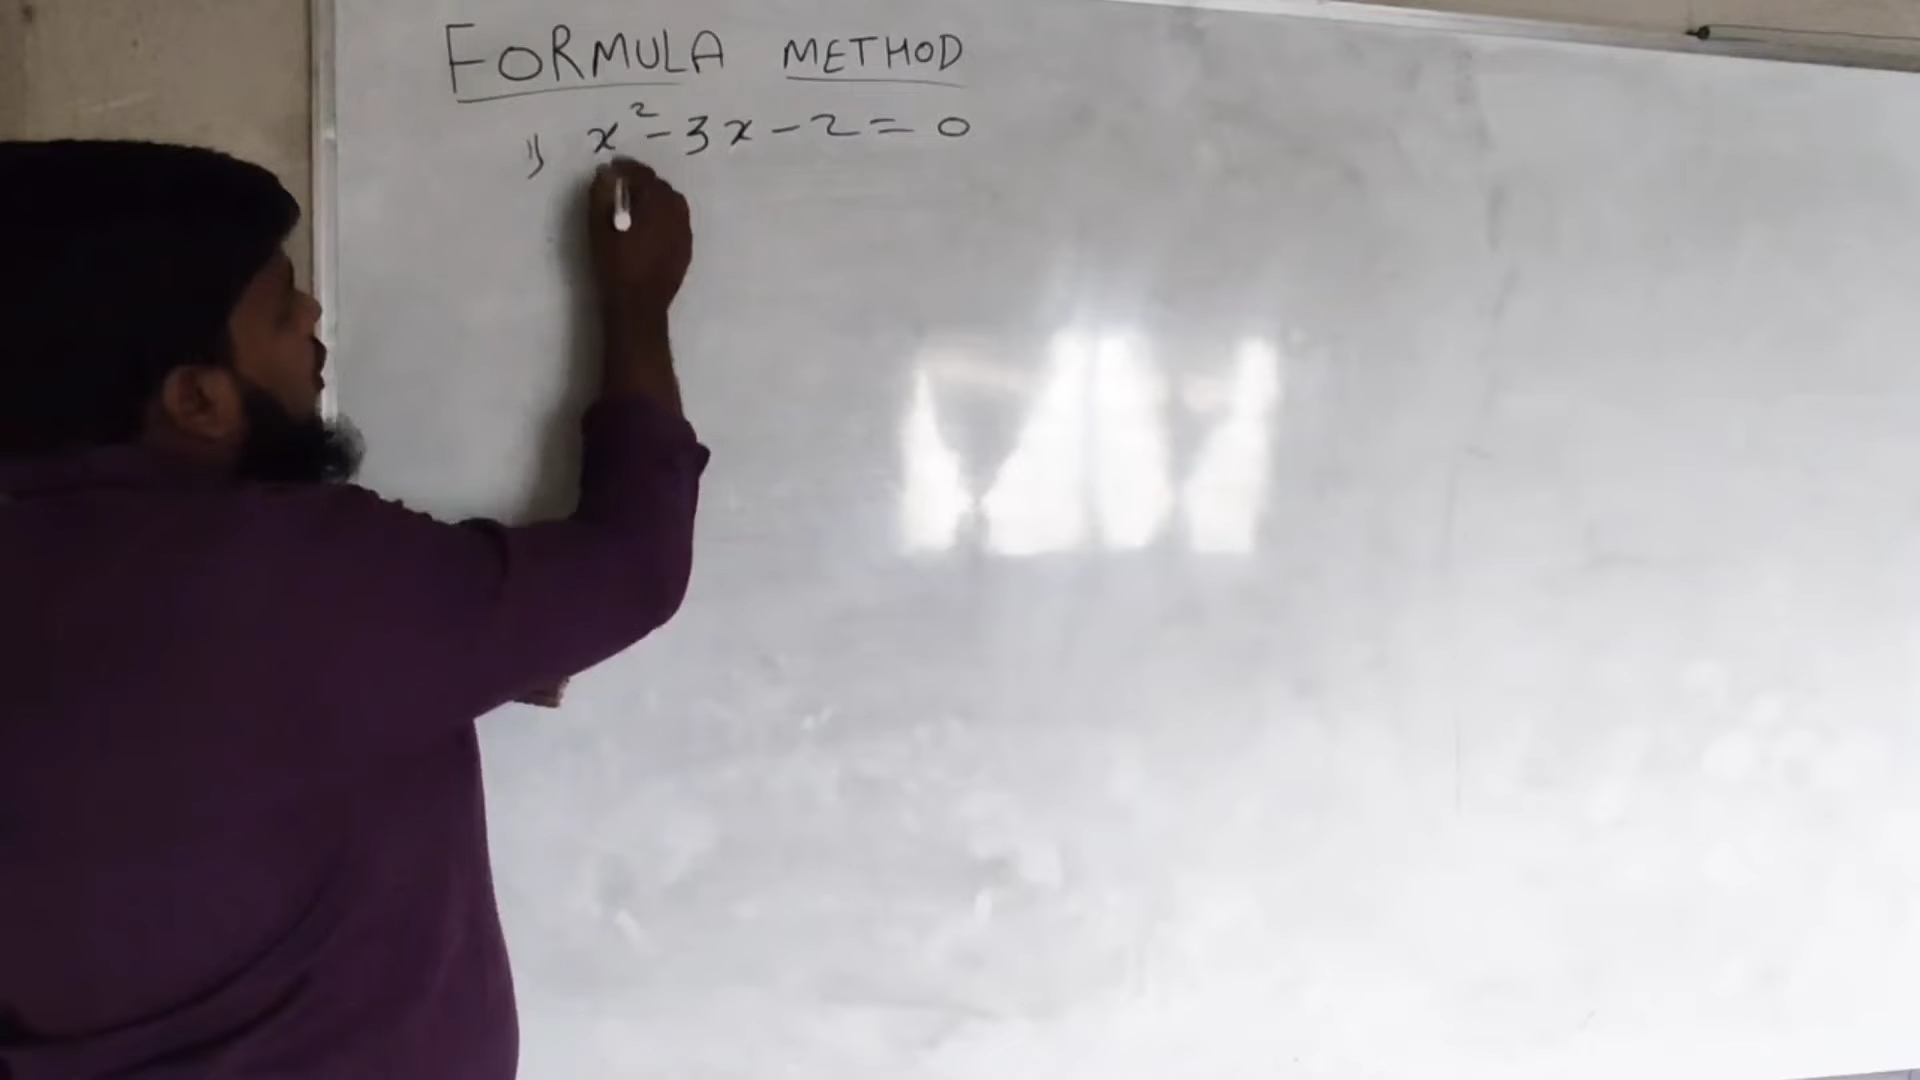 FORMULA METHOD
1) x² - 3x - 2 = 0